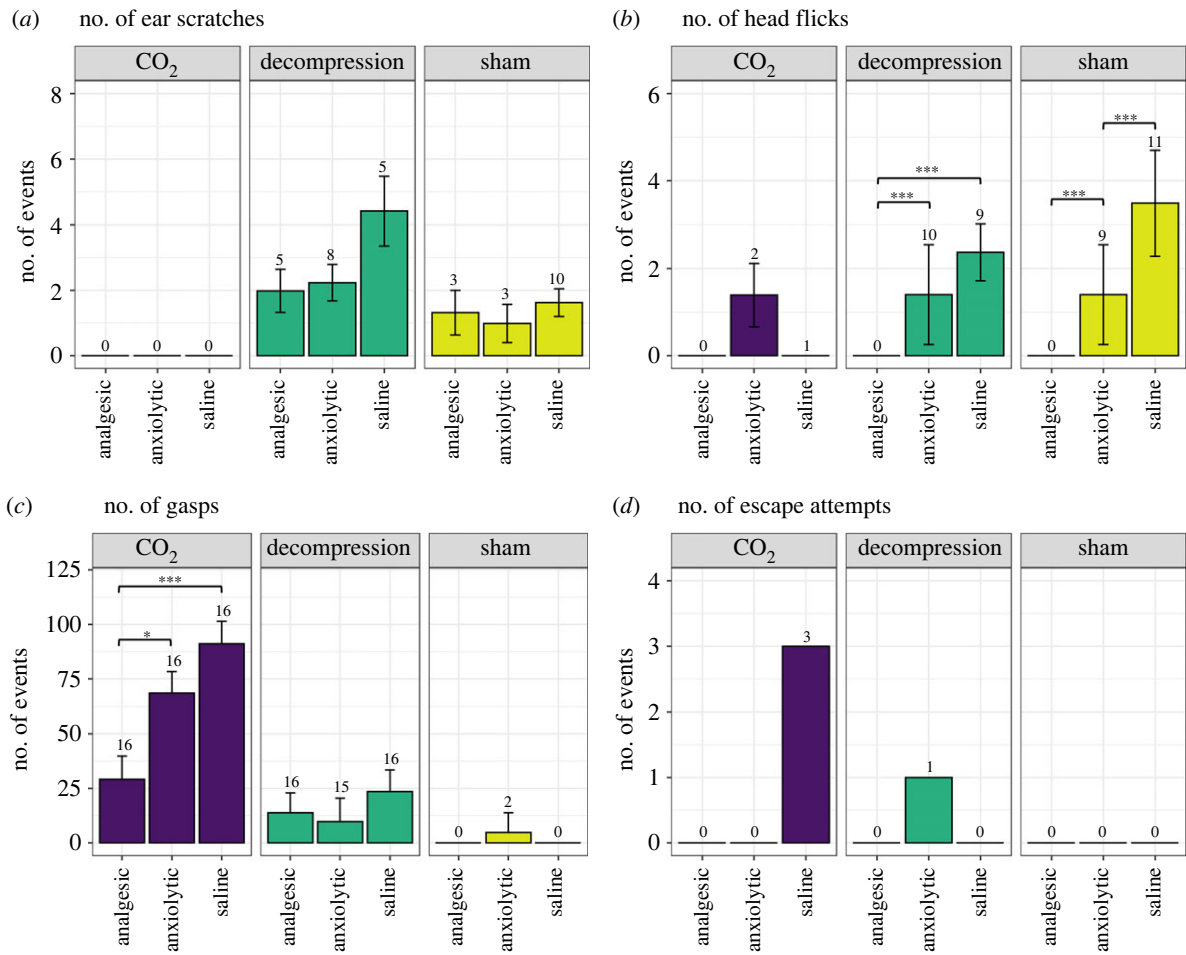 (a) no. of ear scratches
CO2 decompression sham
no. of events
8
6
4
2
0
0 0 0
5 8 5
3 3 10
analgesic anxiolytic saline analgesic anxiolytic saline analgesic anxiolytic saline
(b) no. of head flicks
CO2 decompression sham
no. of events
6
4
2
0
*** *** *** ***
0 2 1
0 10 9
0 9 11
analgesic anxiolytic saline analgesic anxiolytic saline analgesic anxiolytic saline
(c) no. of gasps
CO2 decompression sham
no. of events
125
100
75
50
25
0
***
*
16 16 16
16 15 16
0 2 0
analgesic anxiolytic saline analgesic anxiolytic saline analgesic anxiolytic saline
(d) no. of escape attempts
CO2 decompression sham
no. of events
4
3
2
1
0
0 0 3
0 1 0
0 0 0
analgesic anxiolytic saline analgesic anxiolytic saline analgesic anxiolytic saline